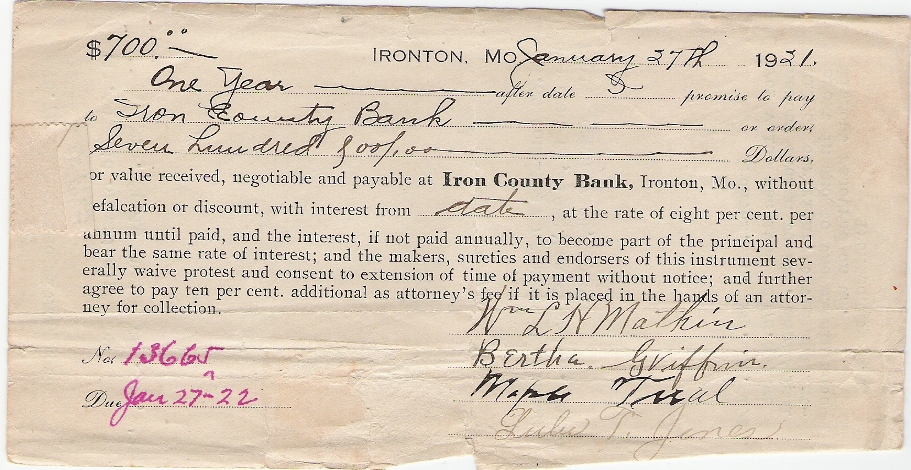 $700.00
IRONTON, MO. January 27th 1921.
One Year after date I promise to pay
to Iron County Bank or order,
Seven Hundred & 00/.00 Dollars,
or value received, negotiable and payable at Iron County Bank, Ironton, Mo., without
efalcation or discount, with interest from date, at the rate of eight per cent. per
annum until paid, and the interest, if not paid annually, to become part of the principal and
bear the same rate of interest; and the makers, sureties and endorsers of this instrument sev-
erally waive protest and consent to extension of time of payment without notice; and further
agree to pay ten per cent. additional as attorney's fee if it is placed in the hands of an attor-
ney for collection.
Wm L H Mathin
No. 13665
Bertha Griffin.
Due Jan 27-22
Lulu T. Jones